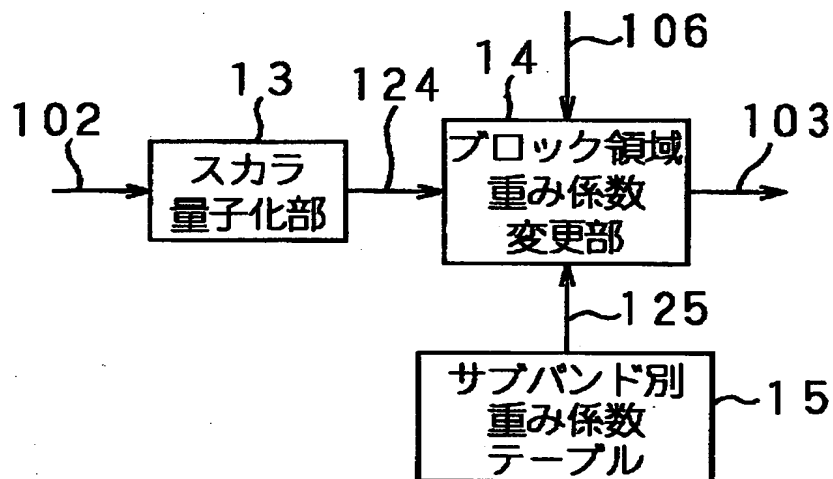 106
13
124
14
102
103
スカラ
量子化部
ブロック領域
重み係数
変更部
125
サブバンド別
重み係数
テーブル
15